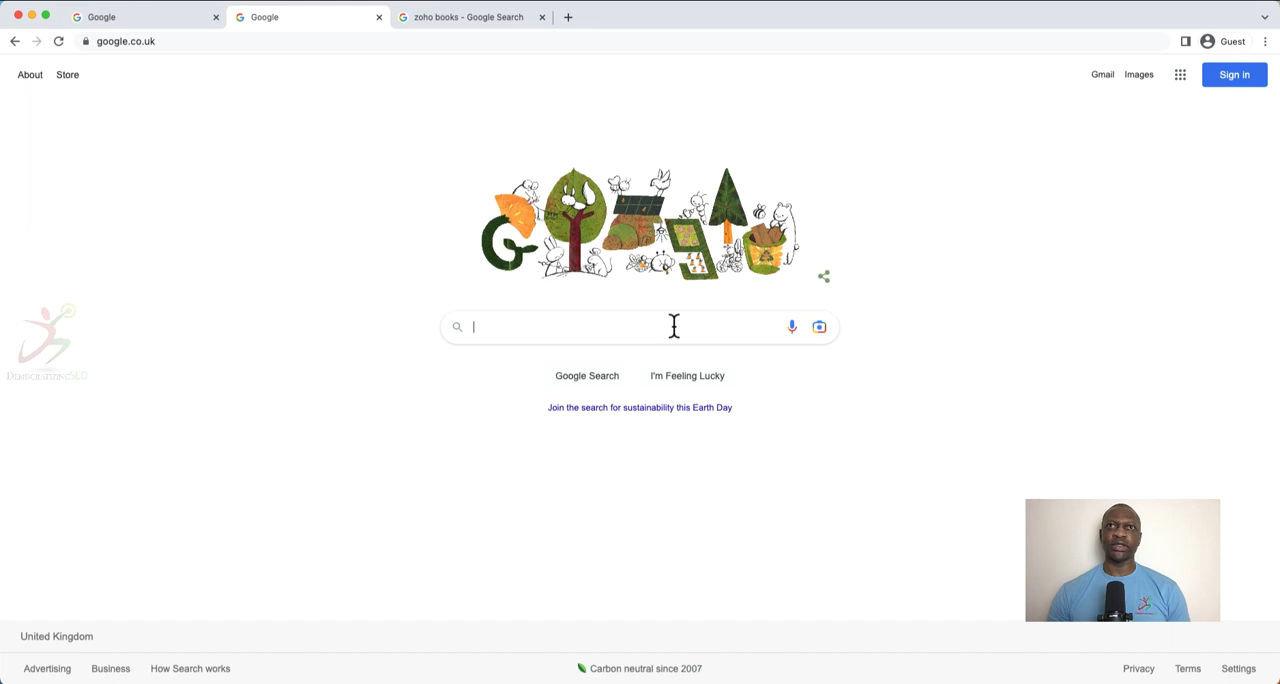 Google
Google
zoho books - Google Search
google.co.uk
Guest
About
Store
Gmail
Images
Sign in
DemocratizingSEO
Google Search
I'm Feeling Lucky
Join the search for sustainability this Earth Day
United Kingdom
Advertising
Business
How Search works
Carbon neutral since 2007
Privacy
Terms
Settings